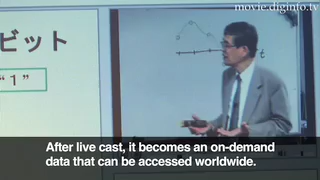 movie.diginfo.tv
ビット
"1"
After live cast, it becomes an on-demand
data that can be accessed worldwide.